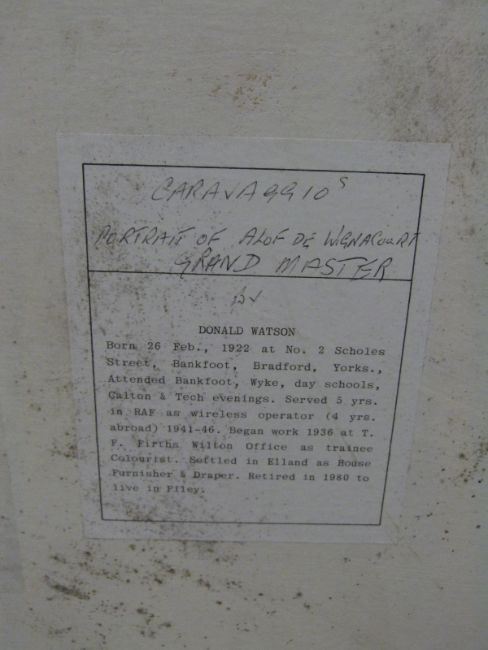 CARAVAGGIO'S
PORTRAIT OF ALOF DE WIGNACOURT
GRAND MASTER
BY
DONALD WATSON
Born 26 Feb., 1922 at No. 2 Scholes
Street, Bankfoot, Bradford, Yorks.,
Attended Bankfoot, Wyke, day schools,
Calton & Tech evenings. Served 5 yrs.
in RAF as wireless operator (4 yrs.
abroad) 1941-46. Began work 1936 at T.
F. Firths Wilton Office as trainee
Colourist. Settled in Elland as House
Furnisher & Draper. Retired in 1980 to
live in Filey.